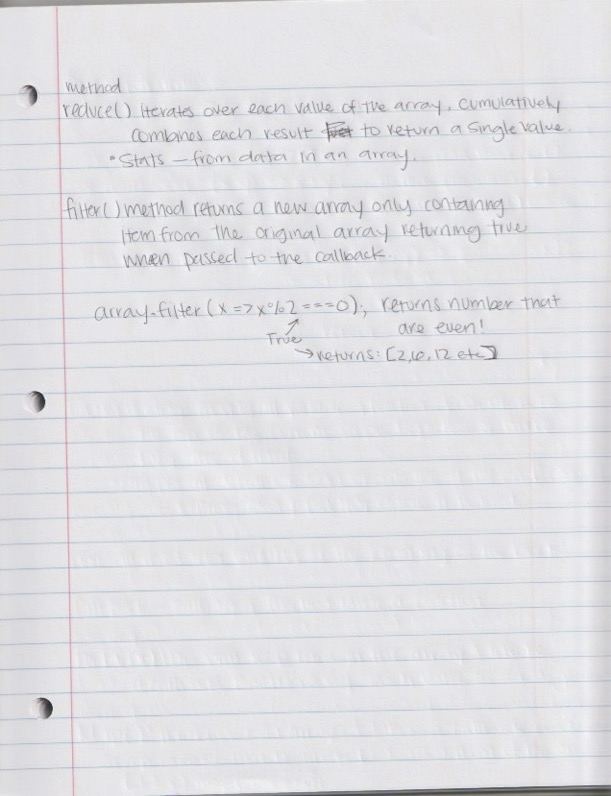 method
reduce() Iterates over each value of the array, cumulatively
combines each result to return a single value.
• Stats — from data in an array.
filter() method returns a new array only containing
item from the original array returning true
when passed to the callback.
array.filter(x => x % 2 === 0); returns number that
are even!
True
→ returns: [2,6,12 etc]